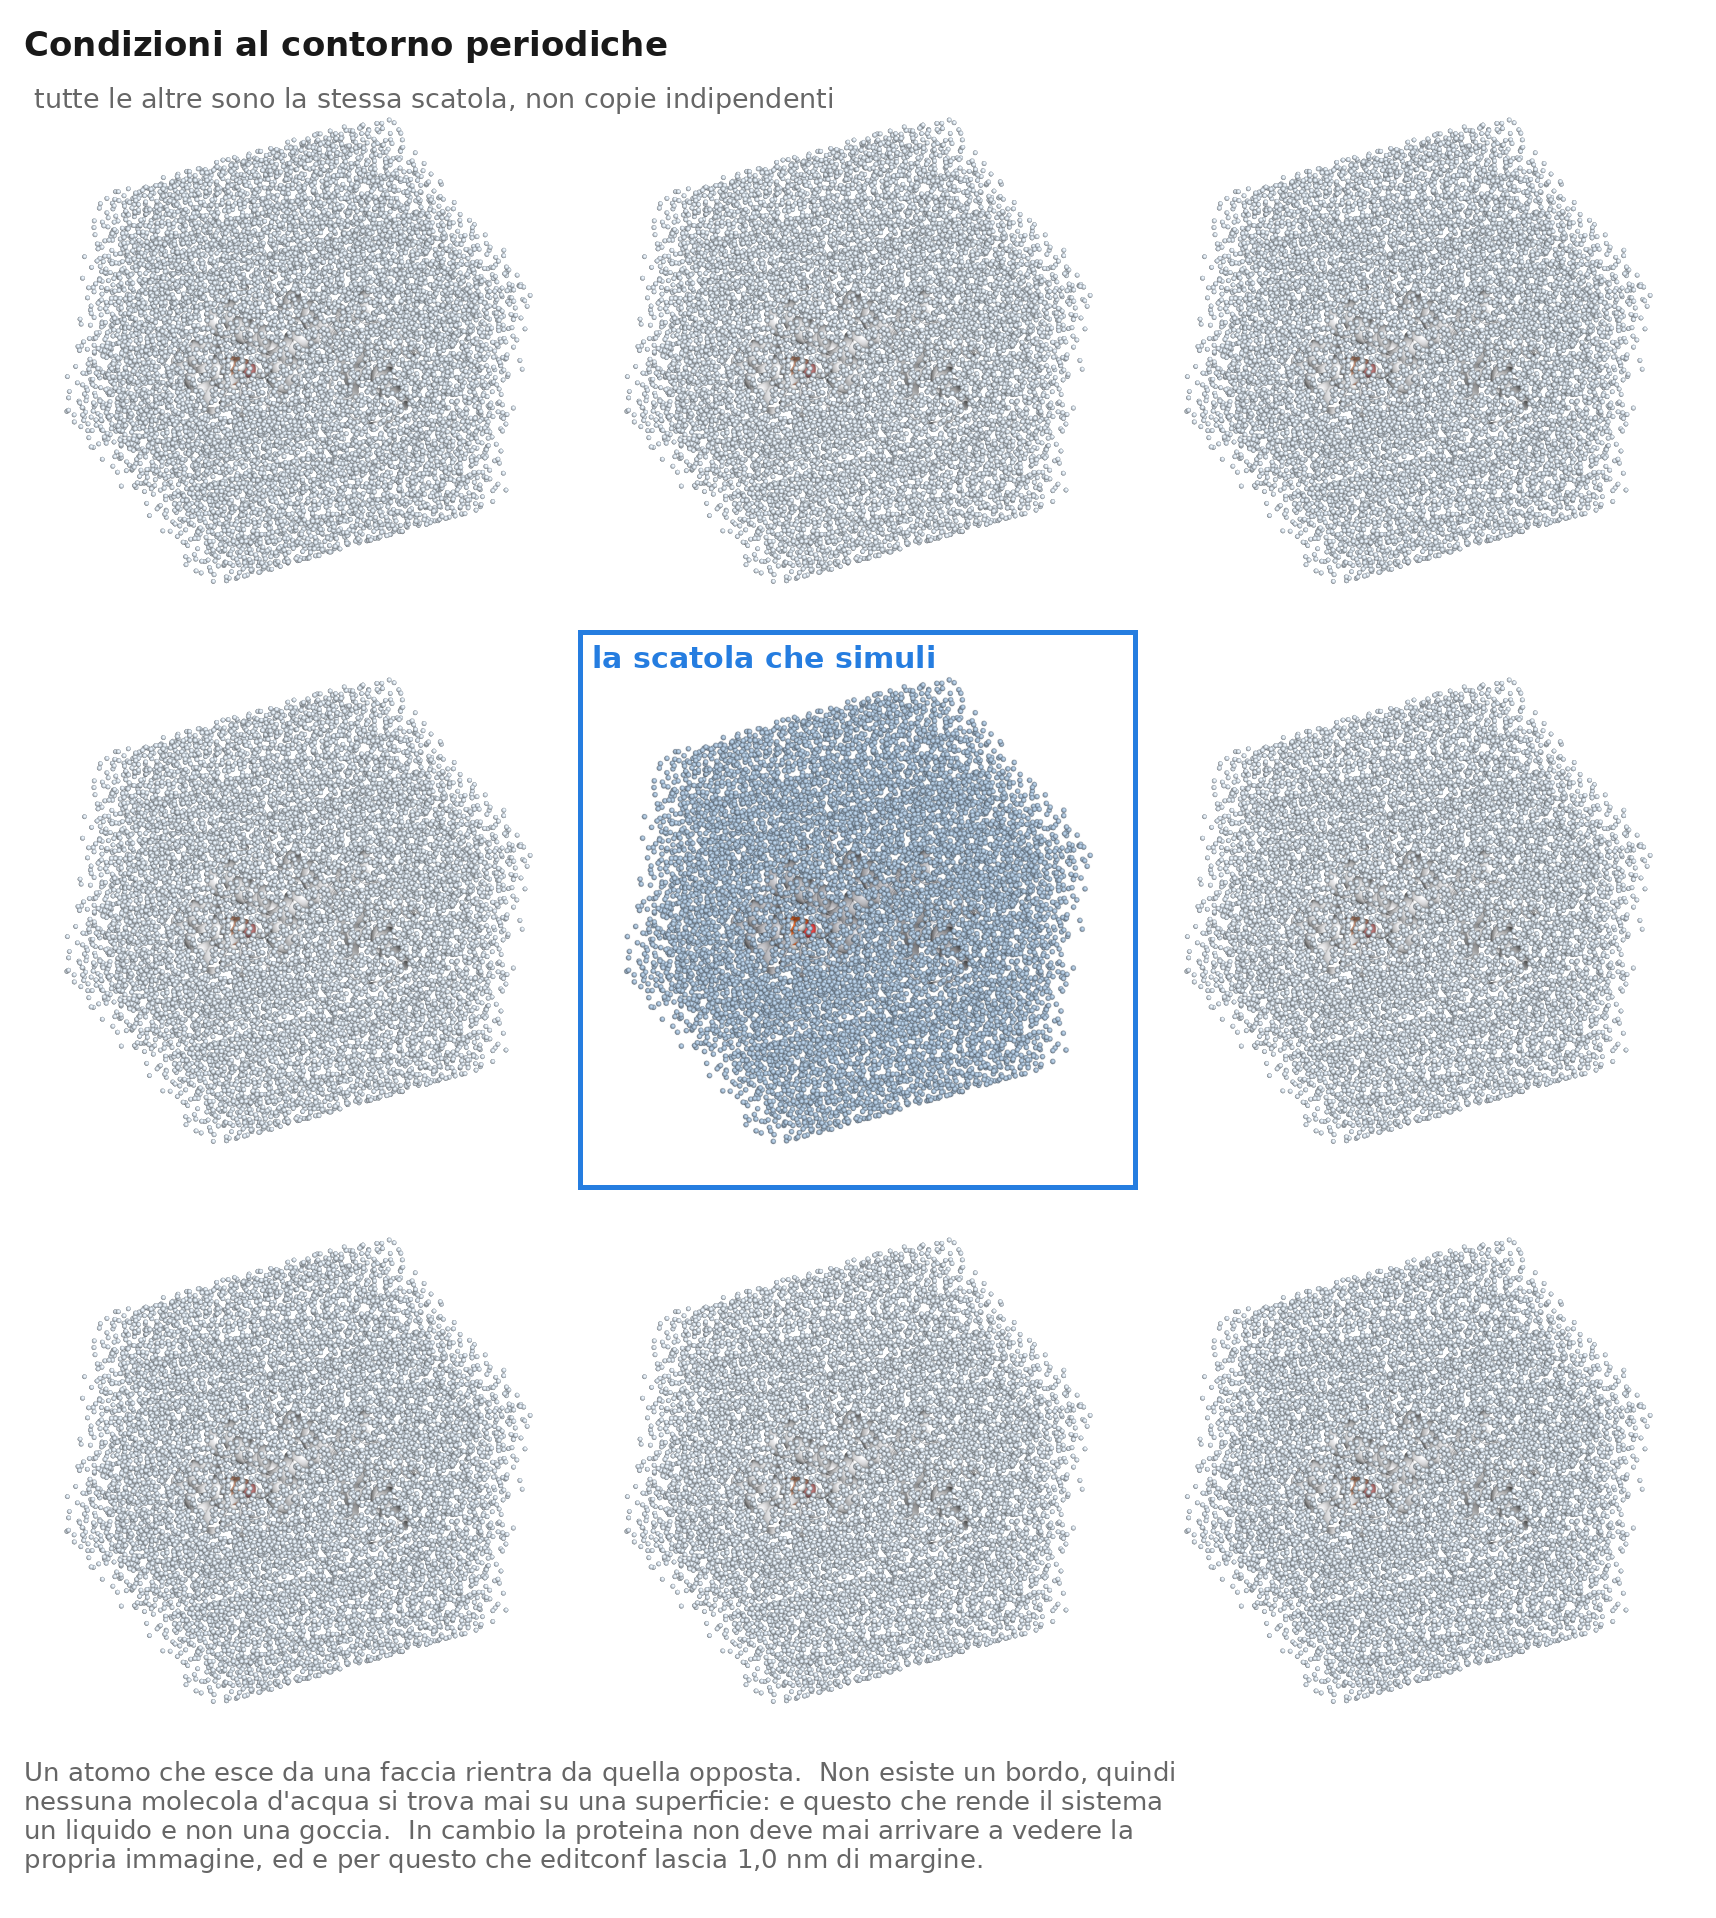 Condizioni al contorno periodiche
tutte le altre sono la stessa scatola, non copie indipendenti
la scatola che simuli
Un atomo che esce da una faccia rientra da quella opposta.  Non esiste un bordo, quindi
nessuna molecola d'acqua si trova mai su una superficie: e questo che rende il sistema
un liquido e non una goccia.  In cambio la proteina non deve mai arrivare a vedere la
propria immagine, ed e per questo che editconf lascia 1,0 nm di margine.